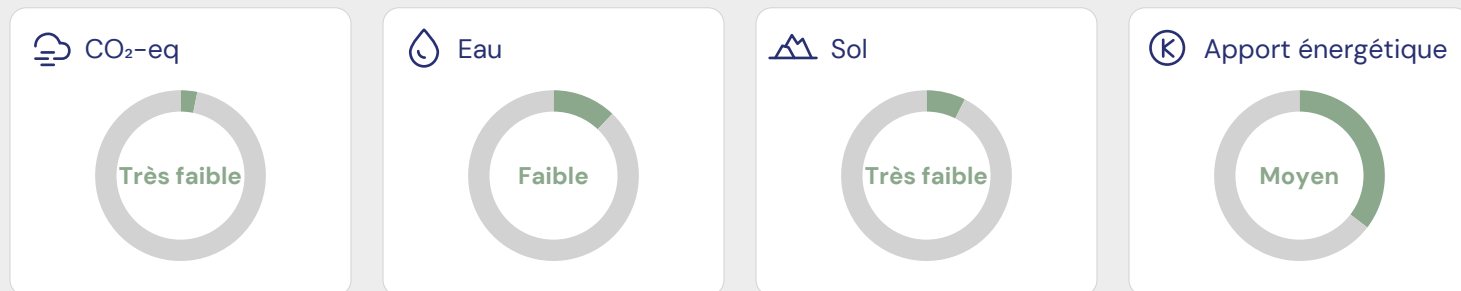 CO₂-eq
Très faible
Eau
Faible
Sol
Très faible
Apport énergétique
Moyen